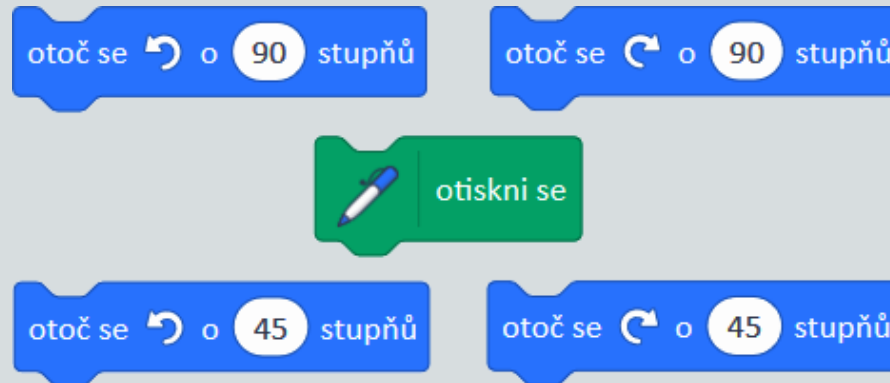 otoč se o 90 stupňů
otoč se o 90 stupňů
otiskni se
otoč se o 45 stupňů
otoč se o 45 stupňů